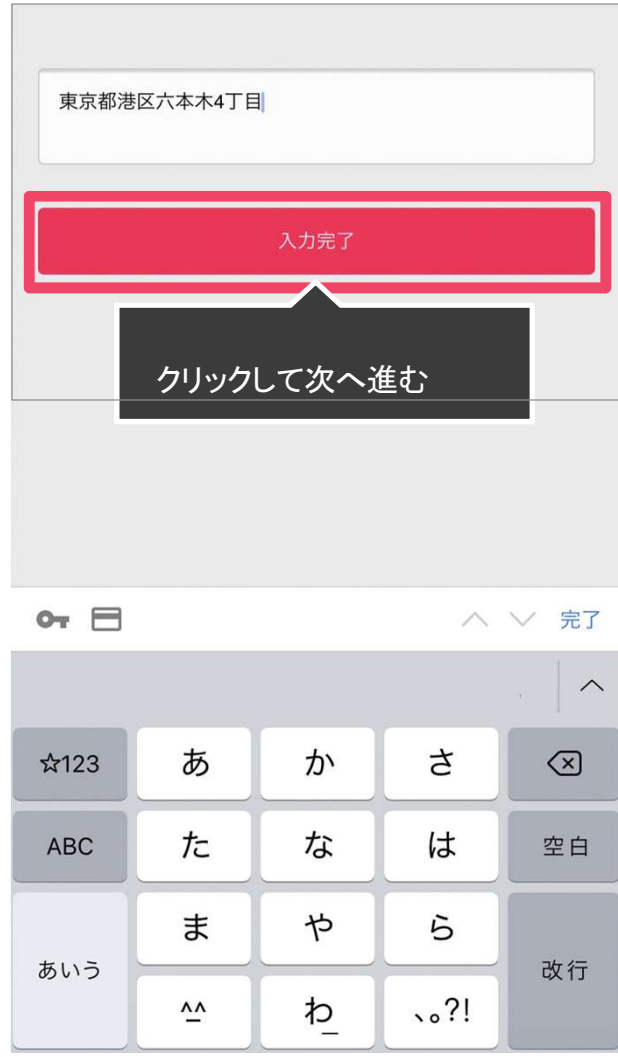 東京都港区六本木4丁目
入力完了
クリックして次へ進む
完了
☆123
あ
か
さ
ABC
た
な
は
空白
ま
や
ら
あいう
改行
^^
わ
､｡?!